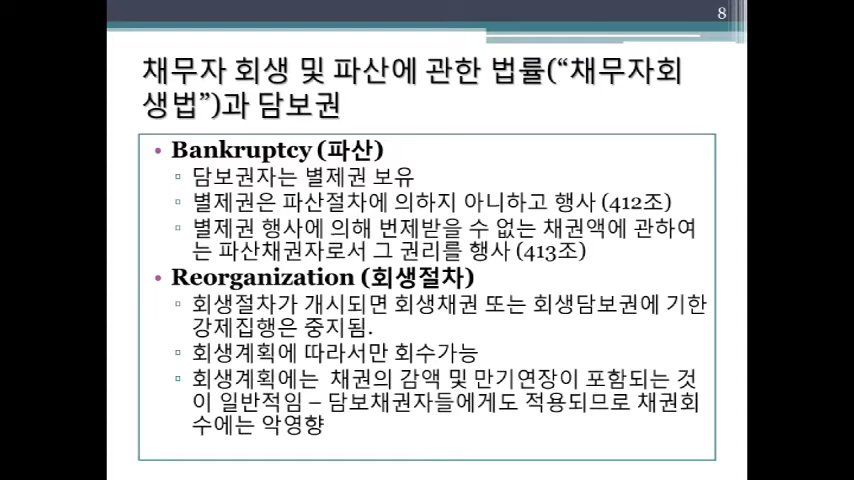 8
채무자 회생 및 파산에 관한 법률(“채무자회
생법”)과 담보권
• Bankruptcy (파산)
▫ 담보권자는 별제권 보유
▫ 별제권은 파산절차에 의하지 아니하고 행사 (412조)
▫ 별제권 행사에 의해 번제받을 수 없는 채권액에 관하여
는 파산채권자로서 그 권리를 행사 (413조)
• Reorganization (회생절차)
▫ 회생절차가 개시되면 회생채권 또는 회생담보권에 기한
강제집행은 중지됨.
▫ 회생계획에 따라서만 회수가능
▫ 회생계획에는 채권의 감액 및 만기연장이 포함되는 것
이 일반적임 – 담보채권자들에게도 적용되므로 채권회
수에는 악영향